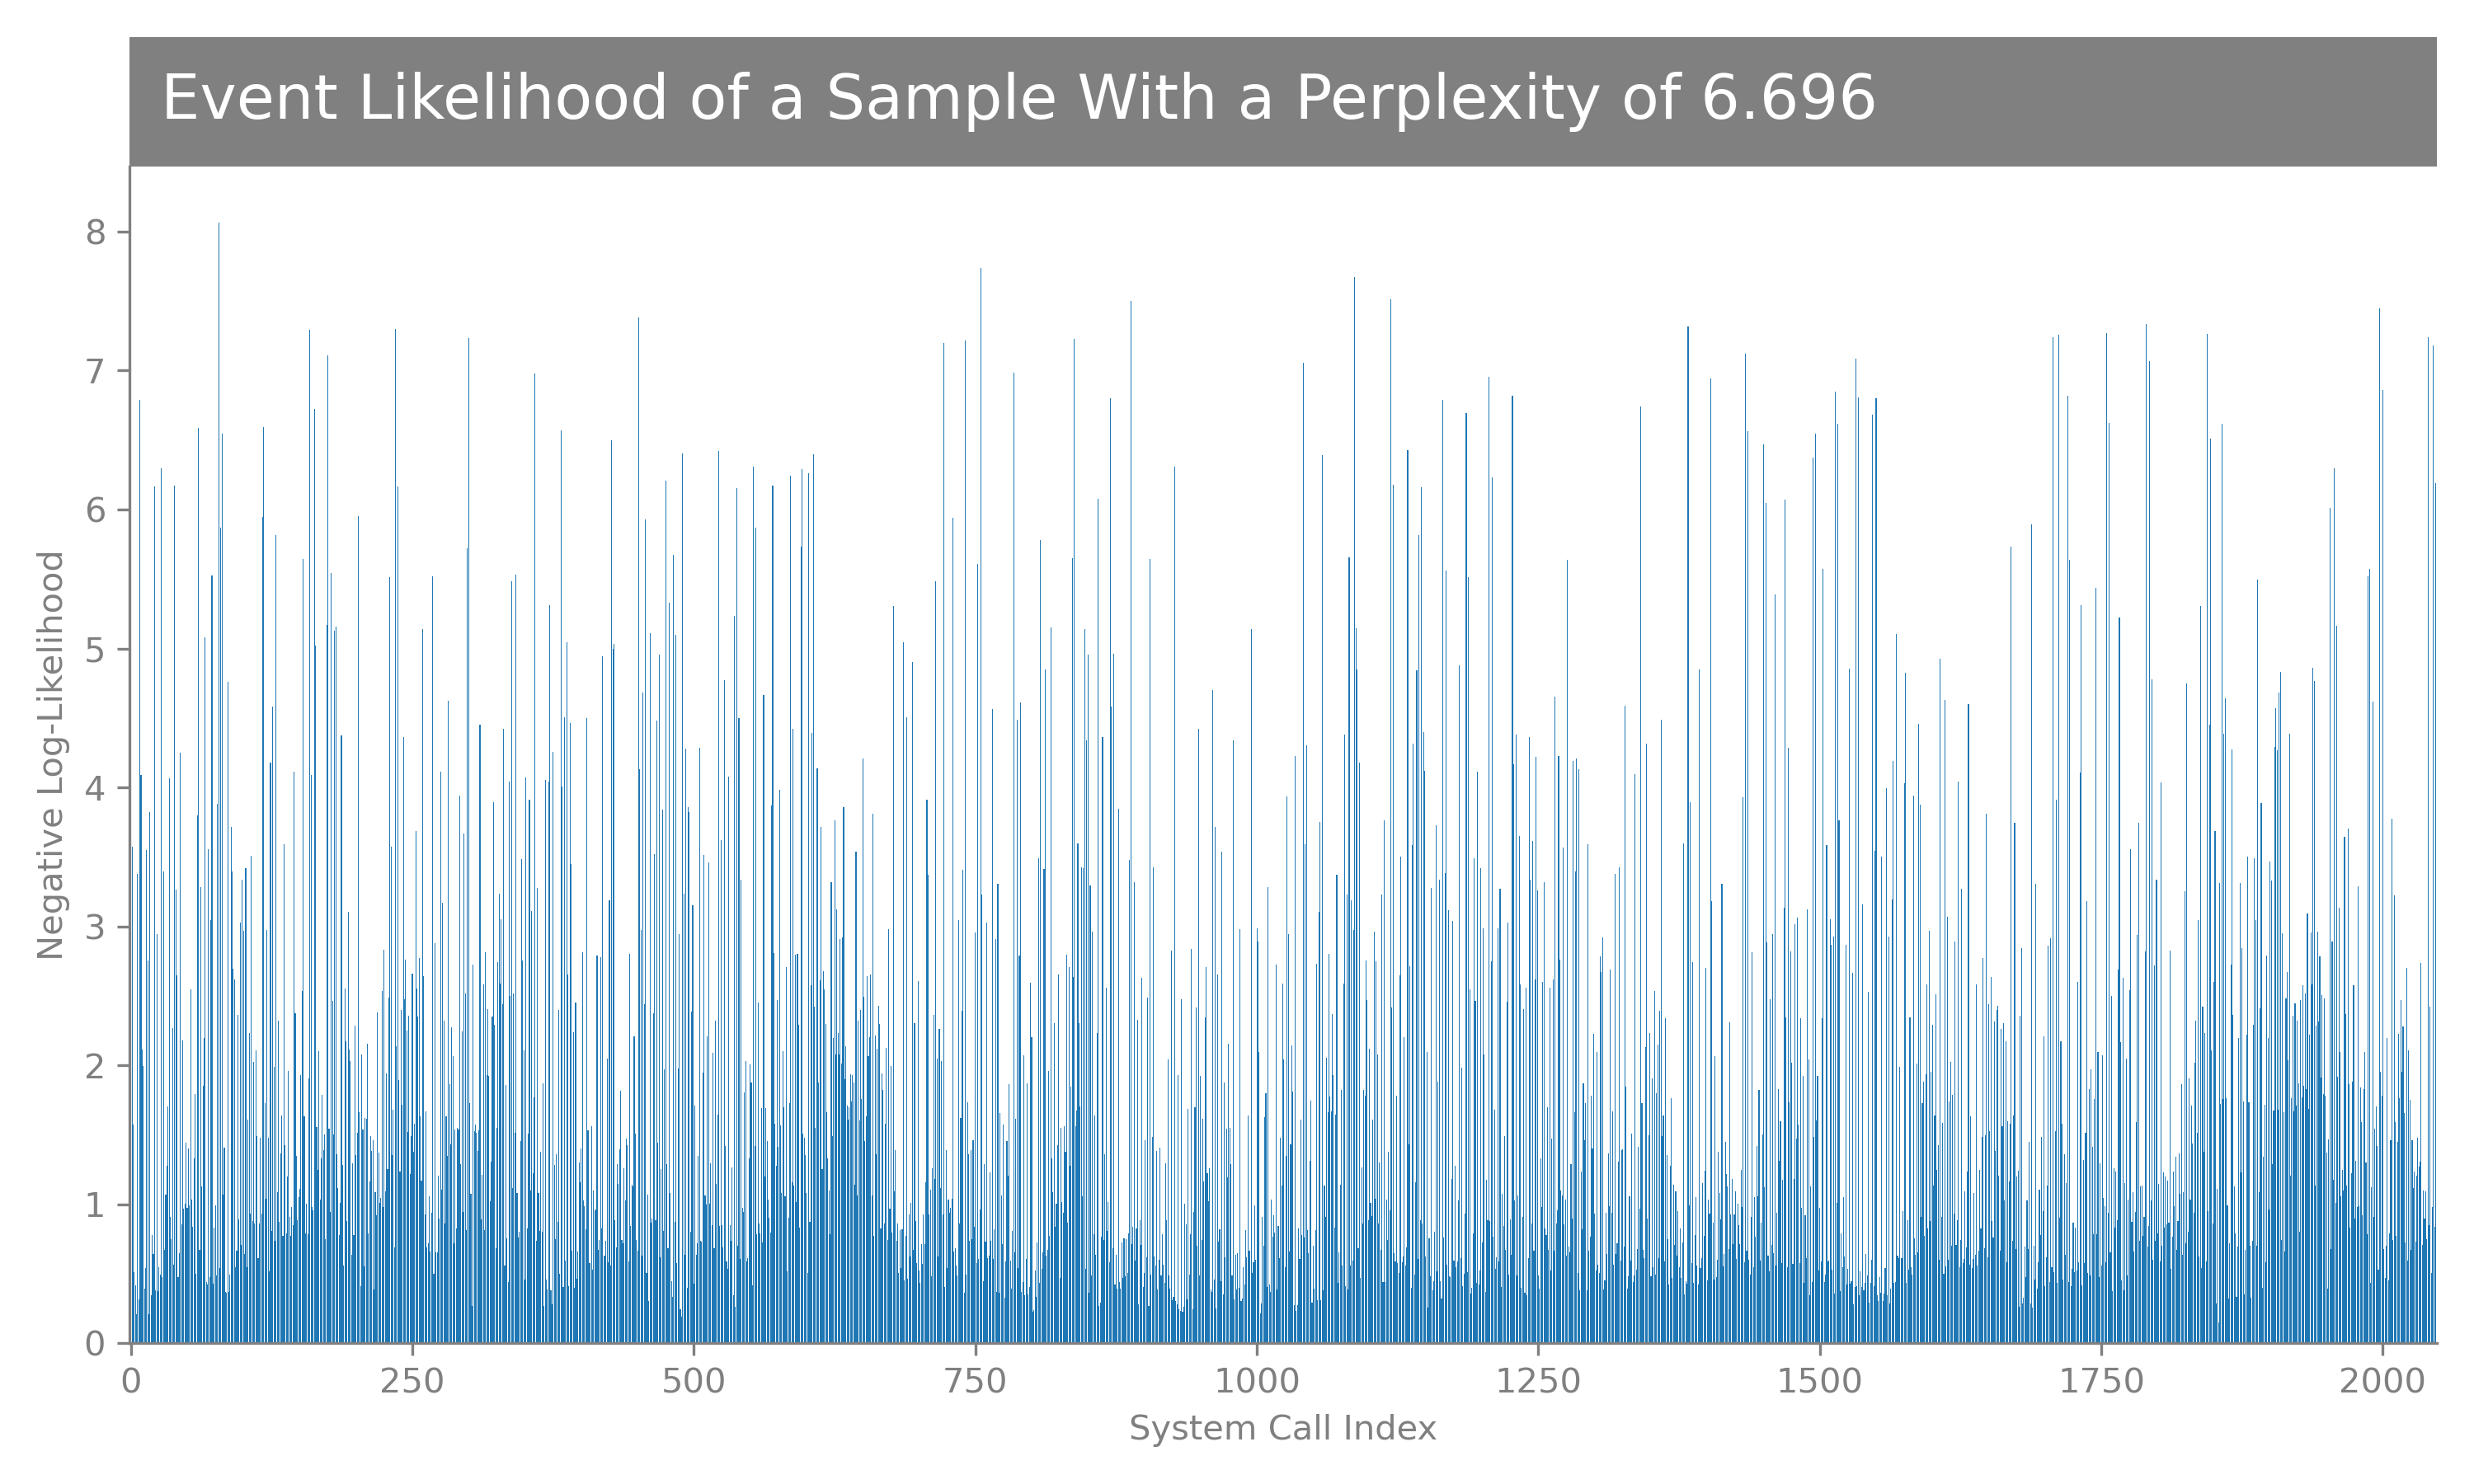 Event Likelihood of a Sample With a Perplexity of 6.696
8
7
6
5
4
3
2
1
0
Negative Log-Likelihood
0 250 500 750 1000 1250 1500 1750 2000
System Call Index